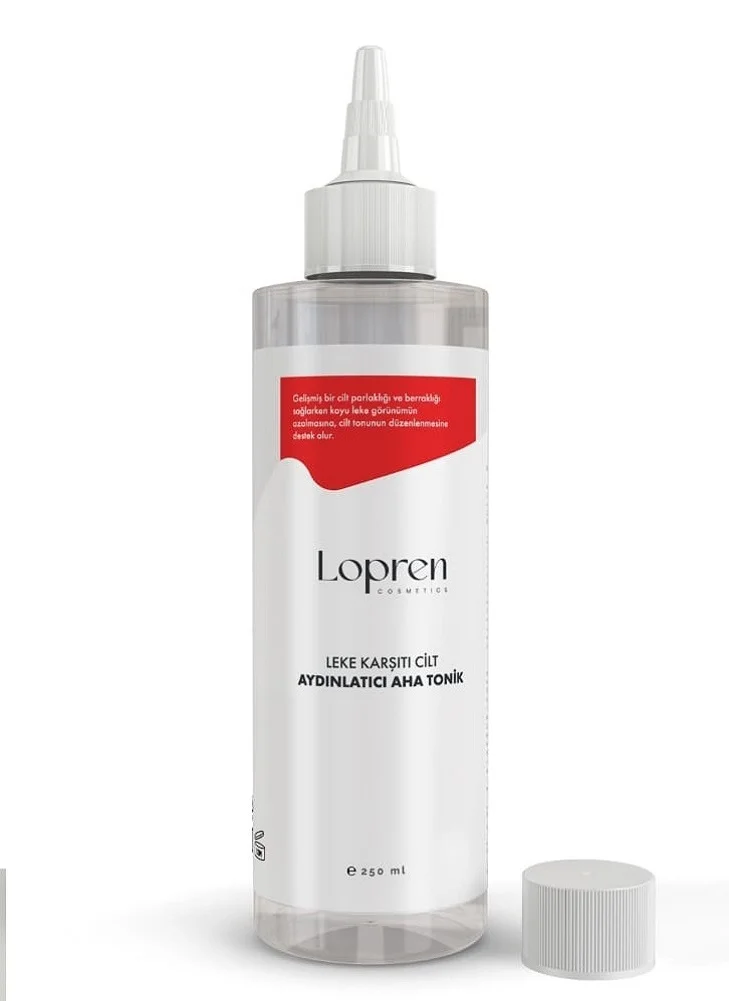 Gelişmiş bir cilt parlaklığı ve berraklığı
sağlarken koyu leke görünümün
azalmasına, cilt tonunun düzenlenmesine
destek olur.
Lopren
COSMETICS
LEKE KARŞITI CİLT
AYDINLATICI AHA TONİK
e 250 ml